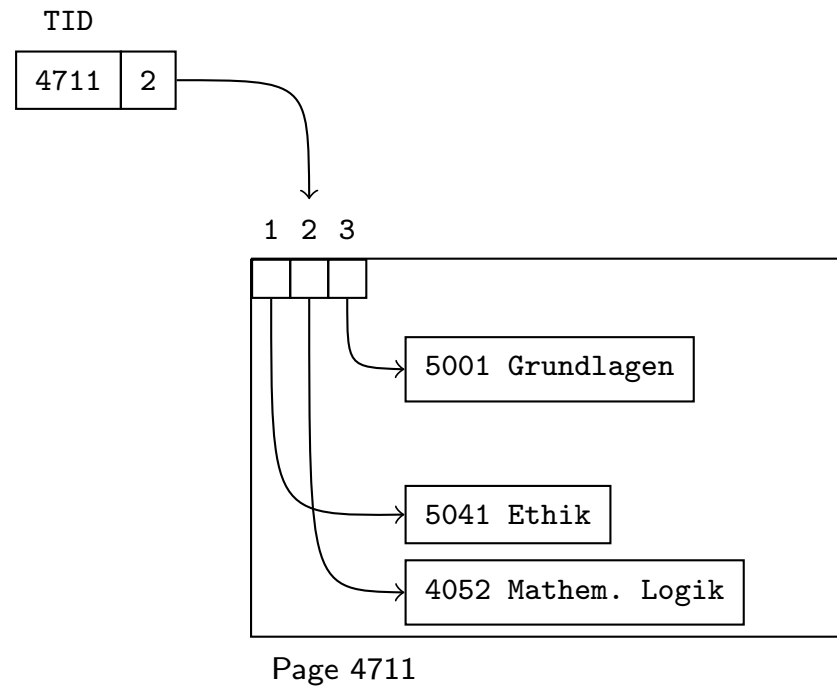 TID
4711 2
1 2 3
5001 Grundlagen
5041 Ethik
4052 Mathem. Logik
Page 4711